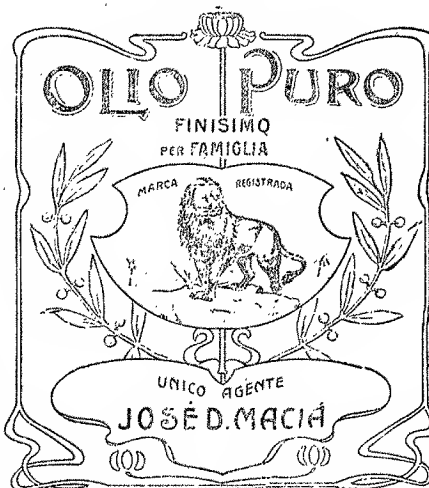 OLIO PURO
FINISIMO
PER FAMIGLIA
MARCA REGISTRADA
UNICO AGENTE
JOSÉ D. MACIÁ